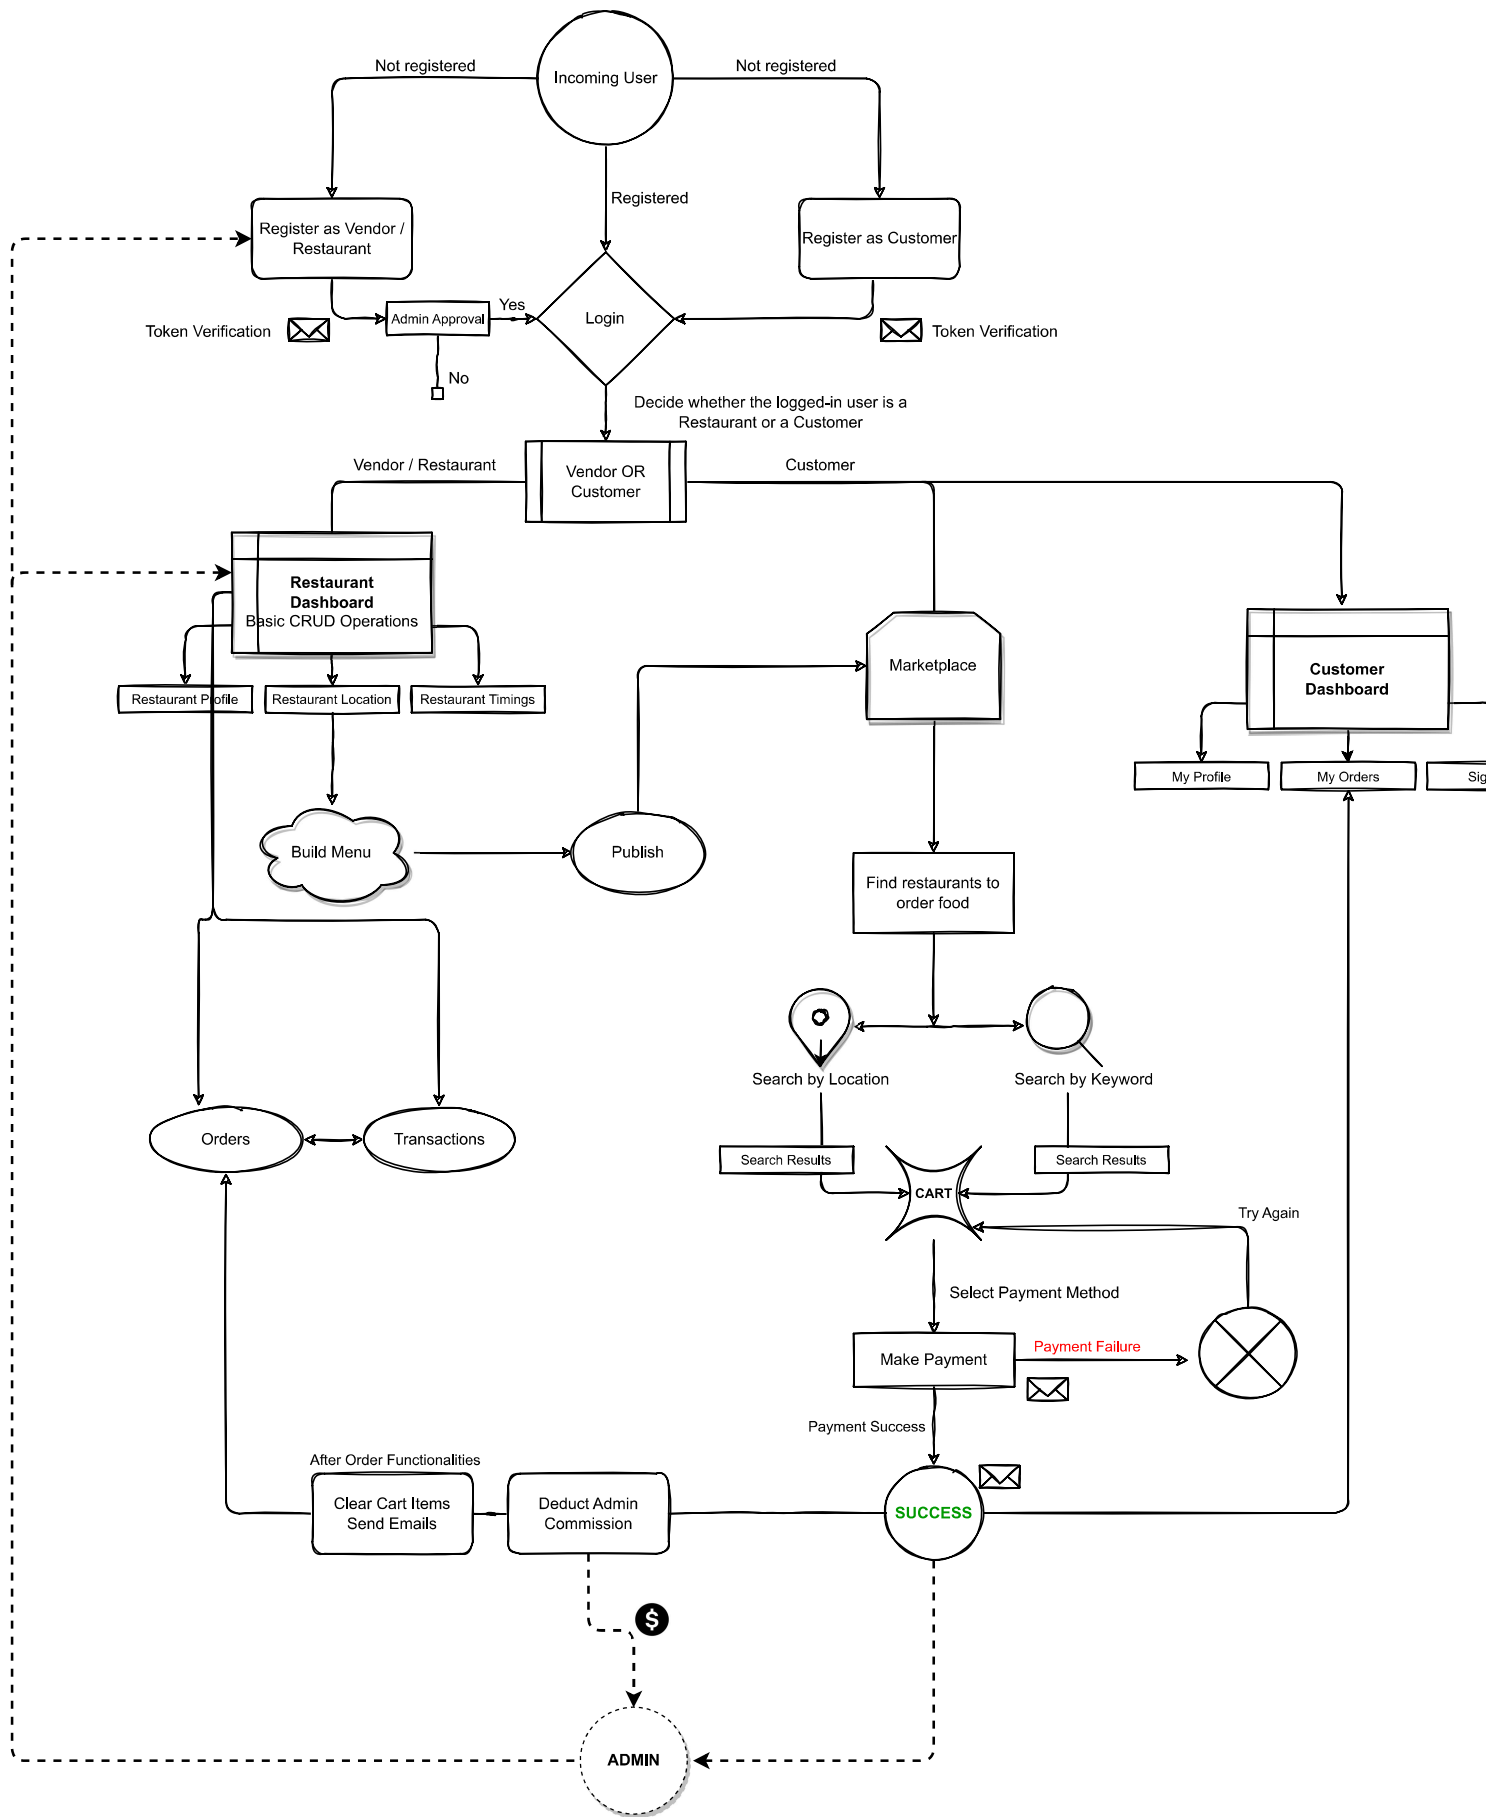 Incoming User
Not registered
Not registered
Registered
Register as Vendor /
Restaurant
Register as Customer
Token Verification
Admin Approval
Yes
No
Login
Token Verification
Decide whether the logged-in user is a
Restaurant or a Customer
Vendor / Restaurant
Vendor OR
Customer
Customer
Restaurant
Dashboard
Basic CRUD Operations
Restaurant Profile
Restaurant Location
Restaurant Timings
Marketplace
Customer
Dashboard
My Profile
My Orders
Sig
Build Menu
Publish
Find restaurants to
order food
Search by Location
Search by Keyword
Orders
Transactions
Search Results
Search Results
CART
Try Again
Select Payment Method
Make Payment
Payment Failure
Payment Success
After Order Functionalities
Clear Cart Items
Send Emails
Deduct Admin
Commission
SUCCESS
$
ADMIN